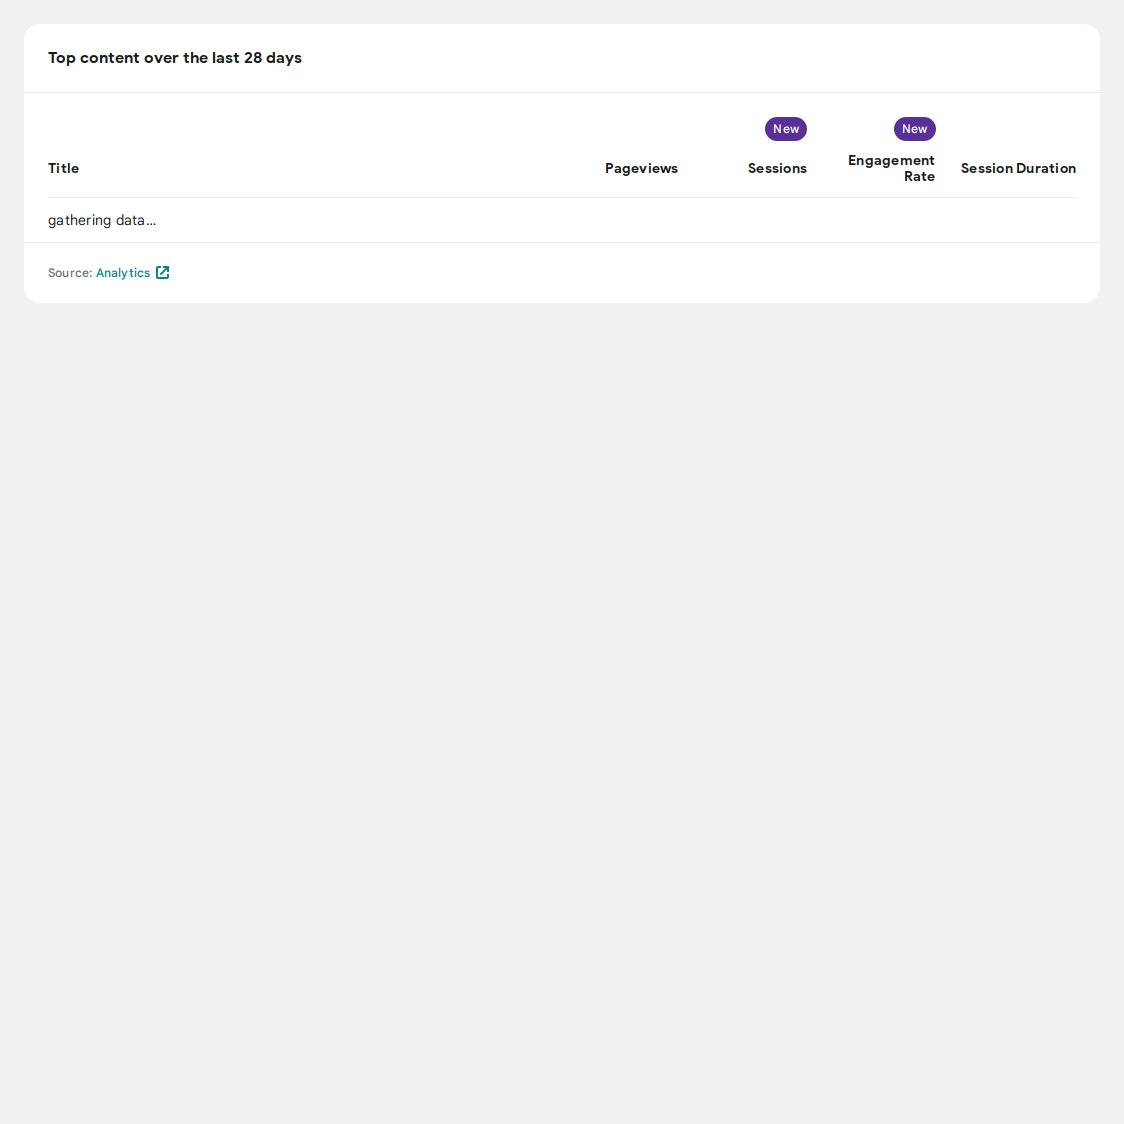 Top content over the last 28 days
New
New
Title
Pageviews
Sessions
Engagement
Rate
Session Duration
gathering data…
Source: Analytics